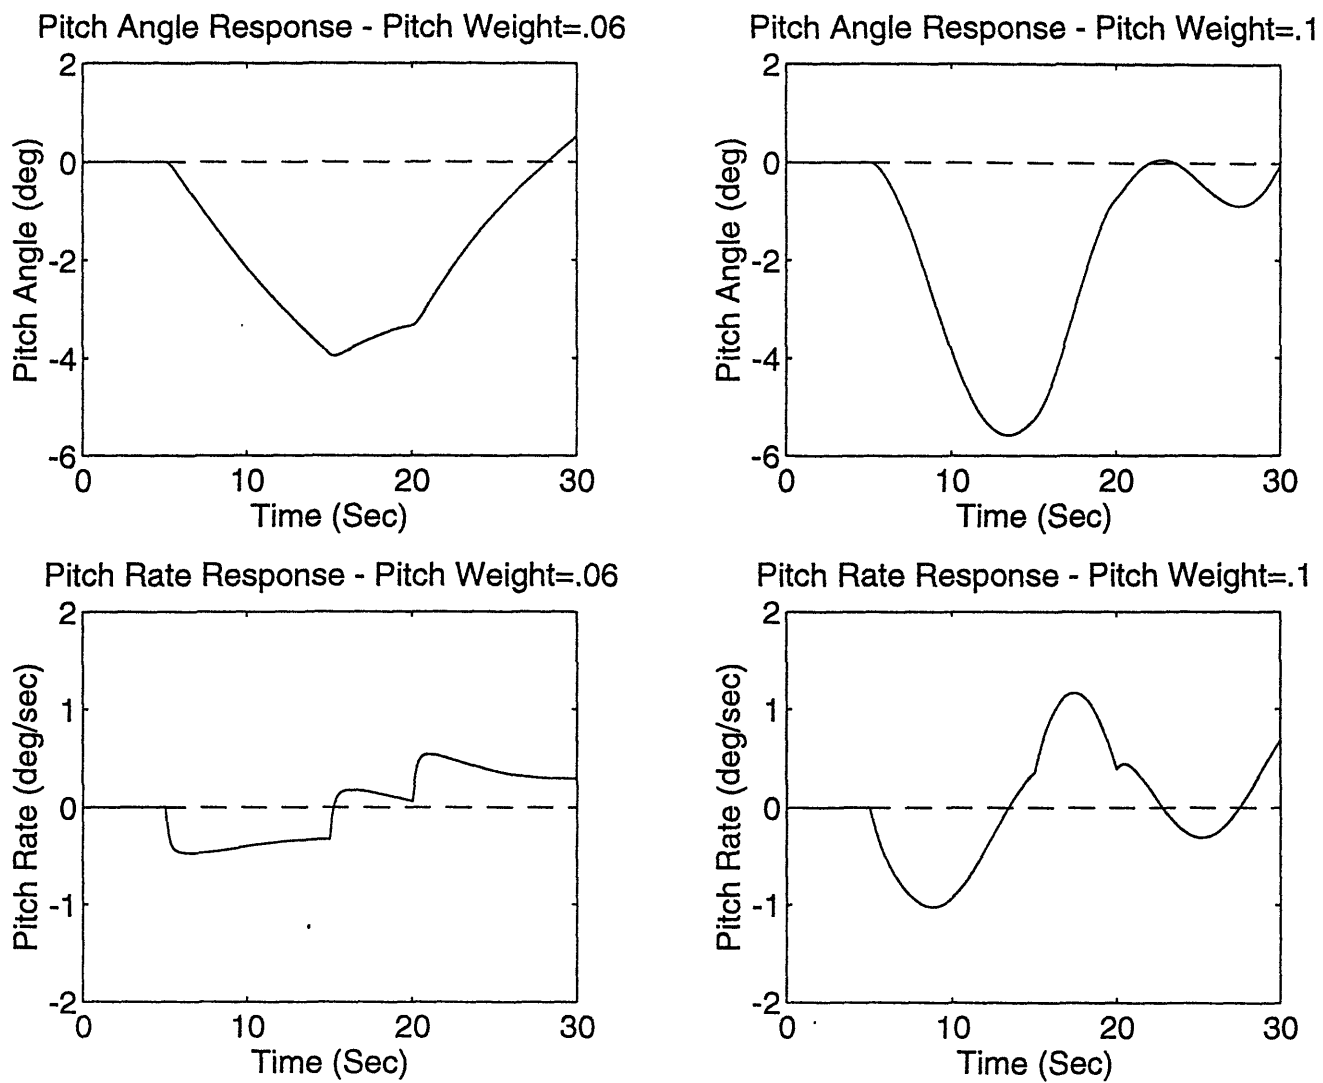 Pitch Angle Response - Pitch Weight=.06
2
0
-2
-4
-6
Pitch Angle (deg)
0 10 20 30
Time (Sec)
Pitch Angle Response - Pitch Weight=.1
2
0
-2
-4
-6
Pitch Angle (deg)
0 10 20 30
Time (Sec)
Pitch Rate Response - Pitch Weight=.06
2
1
0
-1
-2
Pitch Rate (deg/sec)
0 10 20 30
Time (Sec)
Pitch Rate Response - Pitch Weight=.1
2
1
0
-1
-2
Pitch Rate (deg/sec)
0 10 20 30
Time (Sec)